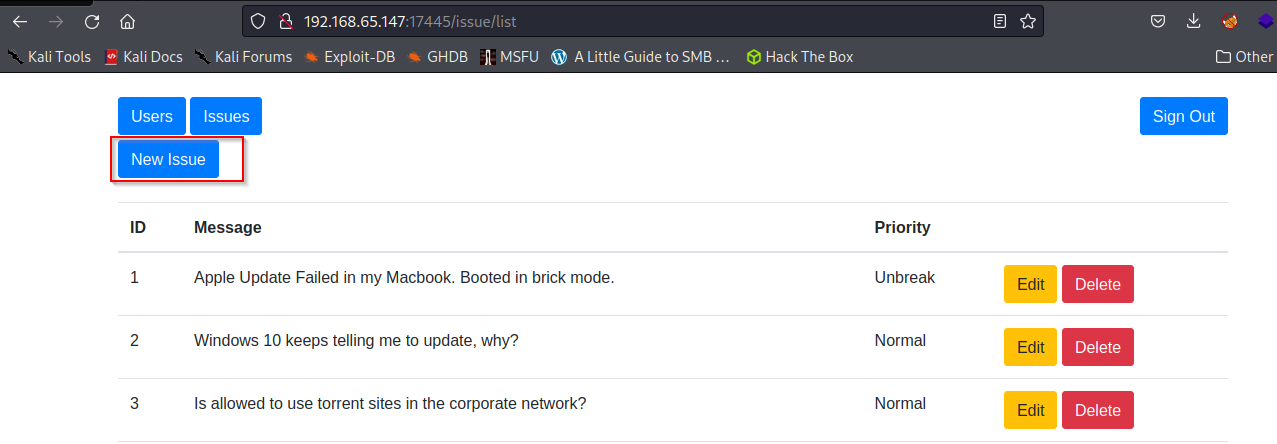 192.168.65.147:17445/issue/list
Kali Tools Kali Docs Kali Forums Exploit-DB GHDB MSFU A Little Guide to SMB ... Hack The Box Other
Users Issues Sign Out
New Issue
ID Message Priority
1 Apple Update Failed in my Macbook. Booted in brick mode. Unbreak Edit Delete
2 Windows 10 keeps telling me to update, why? Normal Edit Delete
3 Is allowed to use torrent sites in the corporate network? Normal Edit Delete